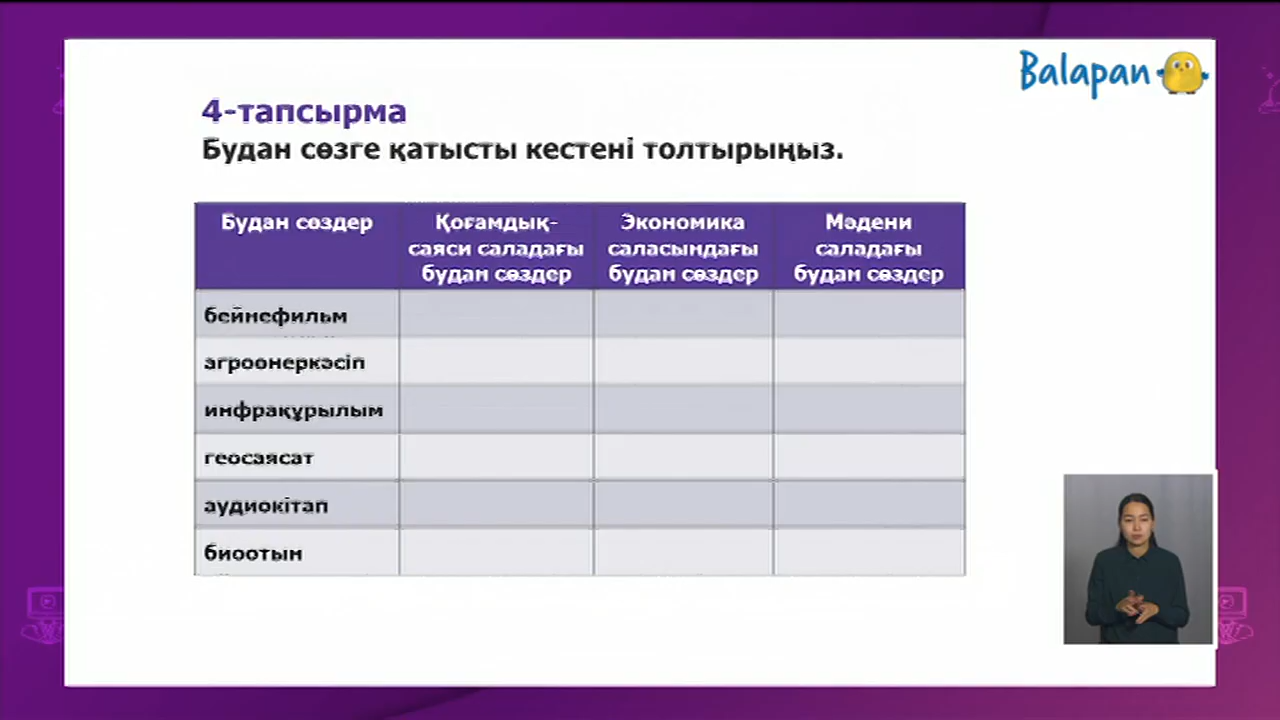 Balapan
4-тапсырма
Будан сөзге қатысты кестені толтырыңыз.
Будан сөздер
Қоғамдық-
саяси саладағы
будан сөздер
Экономика
саласындағы
будан сөздер
Мәдени
саладағы
будан сөздер
бейнефильм
агроөнеркәсіп
инфрақұрылым
геосаясат
аудиокітап
биоотын